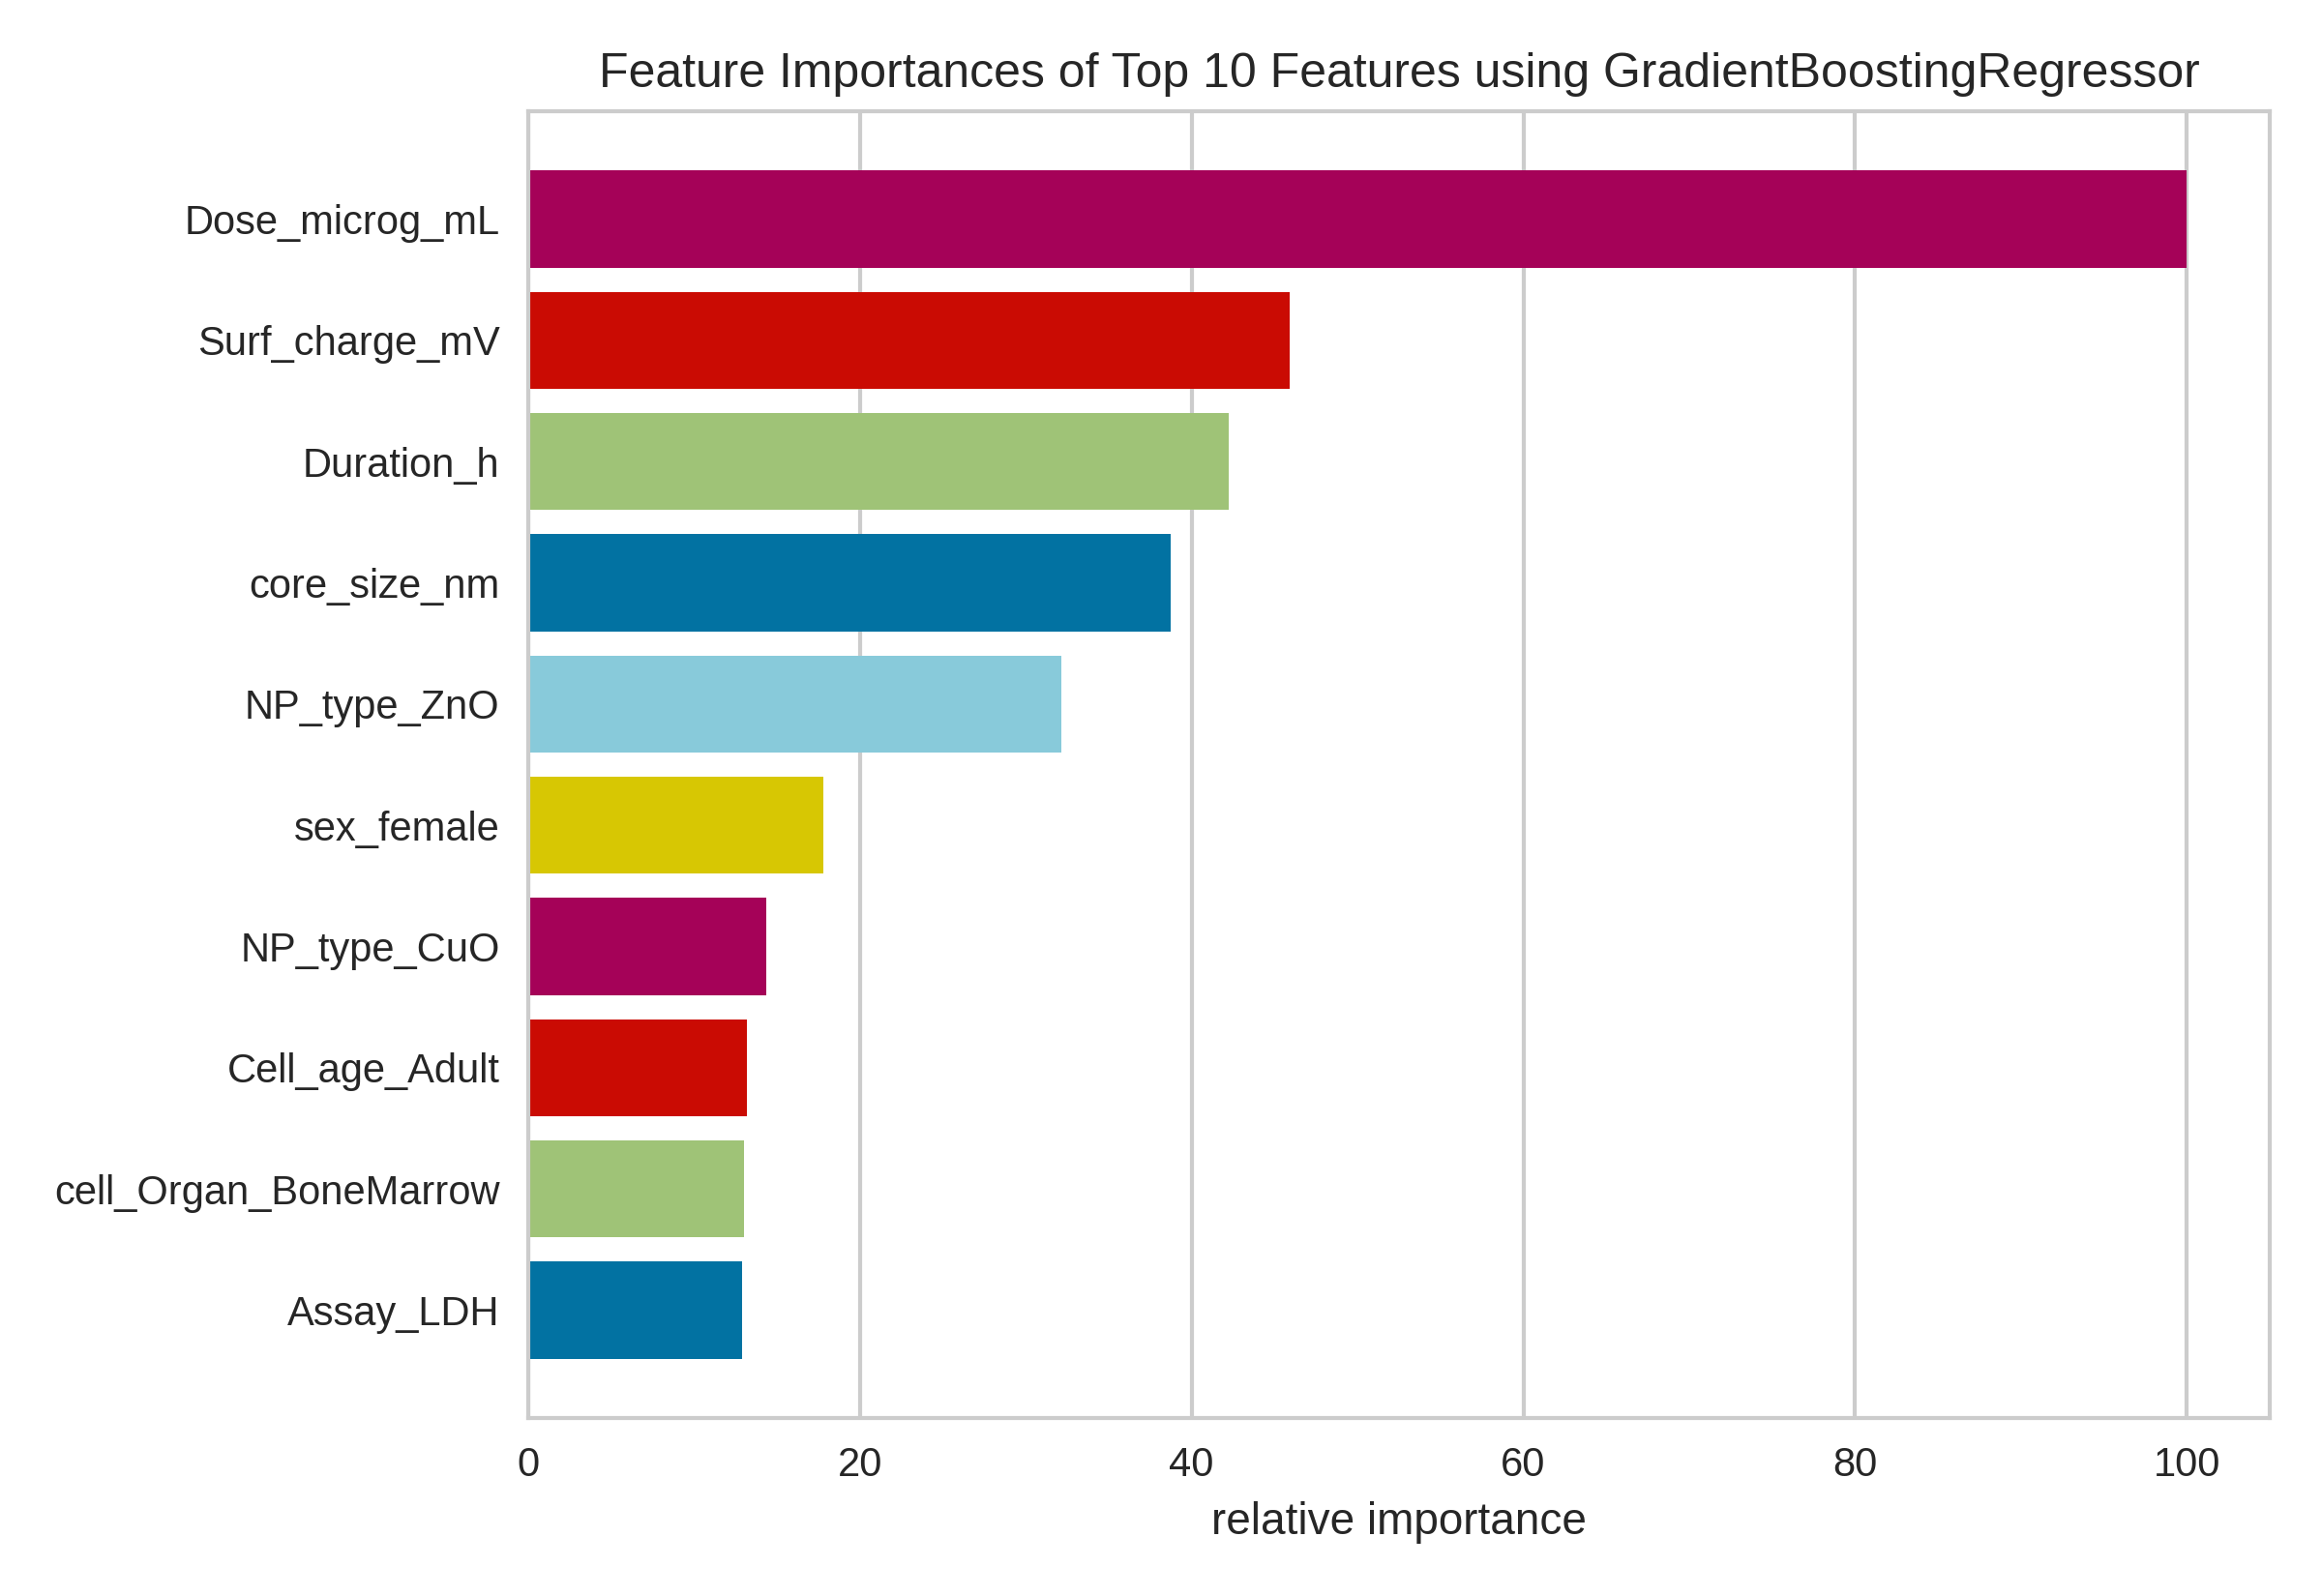 Feature Importances of Top 10 Features using GradientBoostingRegressor
Dose_microg_mL
Surf_charge_mV
Duration_h
core_size_nm
NP_type_ZnO
sex_female
NP_type_CuO
Cell_age_Adult
cell_Organ_BoneMarrow
Assay_LDH
0 20 40 60 80 100
relative importance